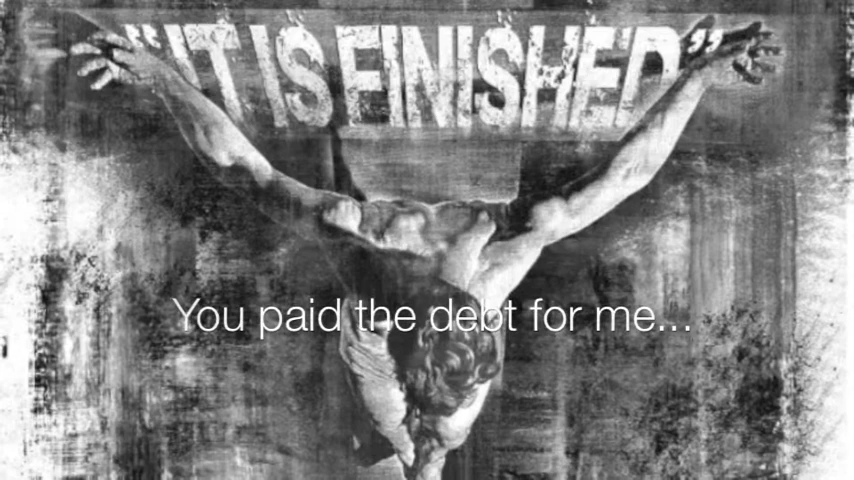 “IT IS FINISHED”
You paid the debt for me...